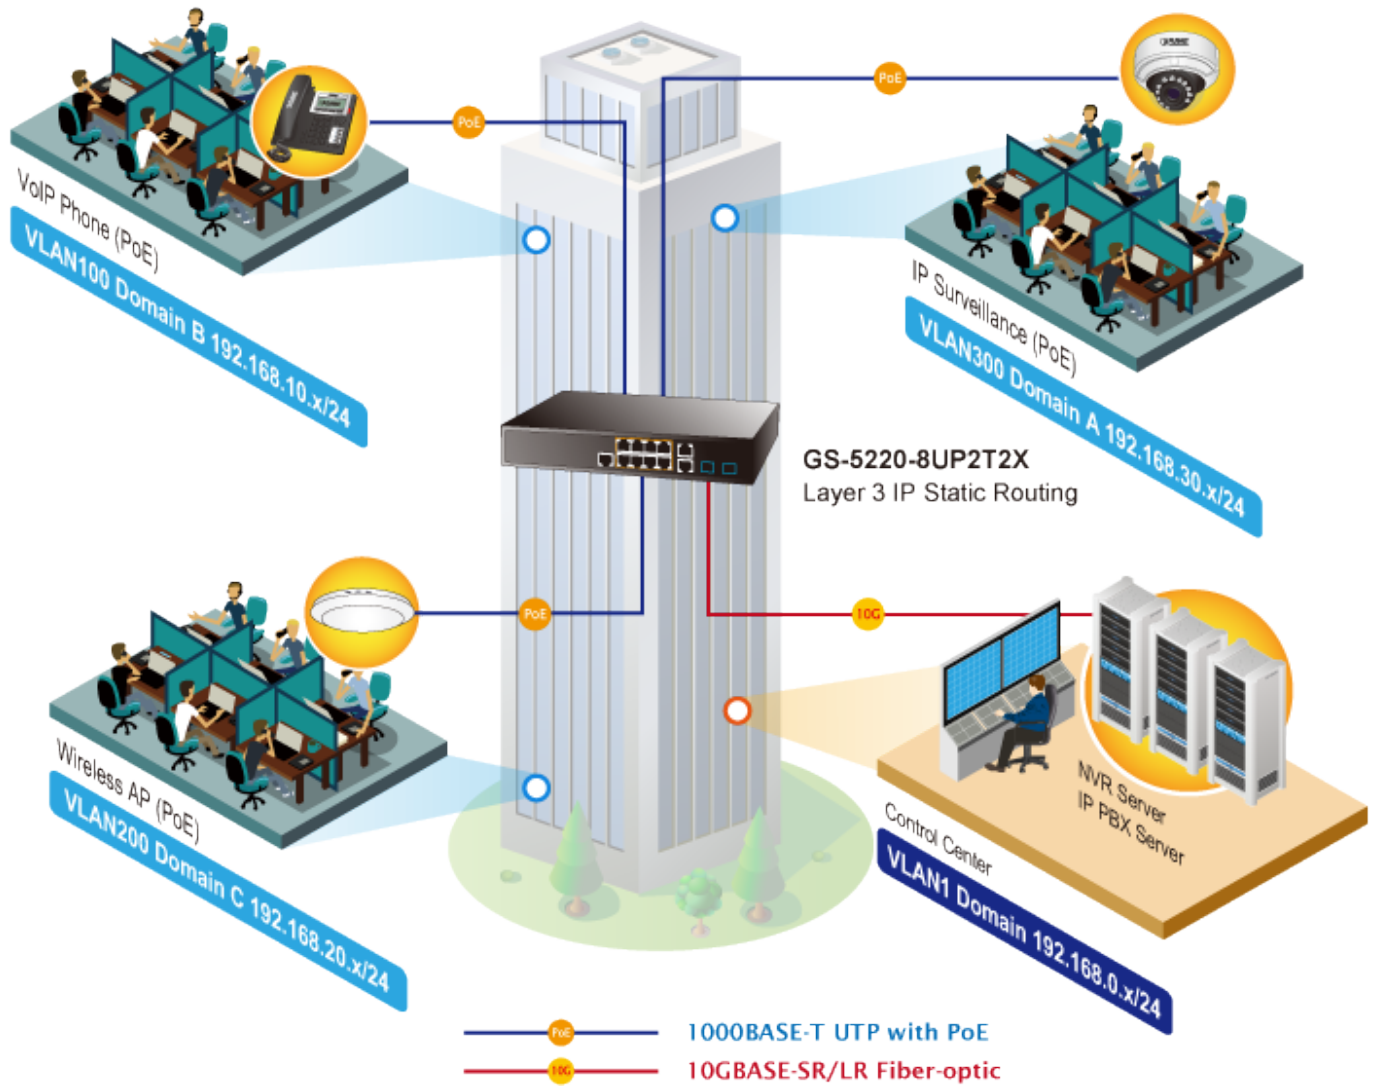 PoE
PoE
VoIP Phone (PoE)
VLAN100 Domain B 192.168.10.x/24
IP Surveillance (PoE)
VLAN300 Domain A 192.168.30.x/24
GS-5220-8UP2T2X
Layer 3 IP Static Routing
PoE
10G
Wireless AP (PoE)
VLAN200 Domain C 192.168.20.x/24
NVR Server
IP PBX Server
Control Center
VLAN1 Domain 192.168.0.x/24
PoE
1000BASE-T UTP with PoE
10G
10GBASE-SR/LR Fiber-optic